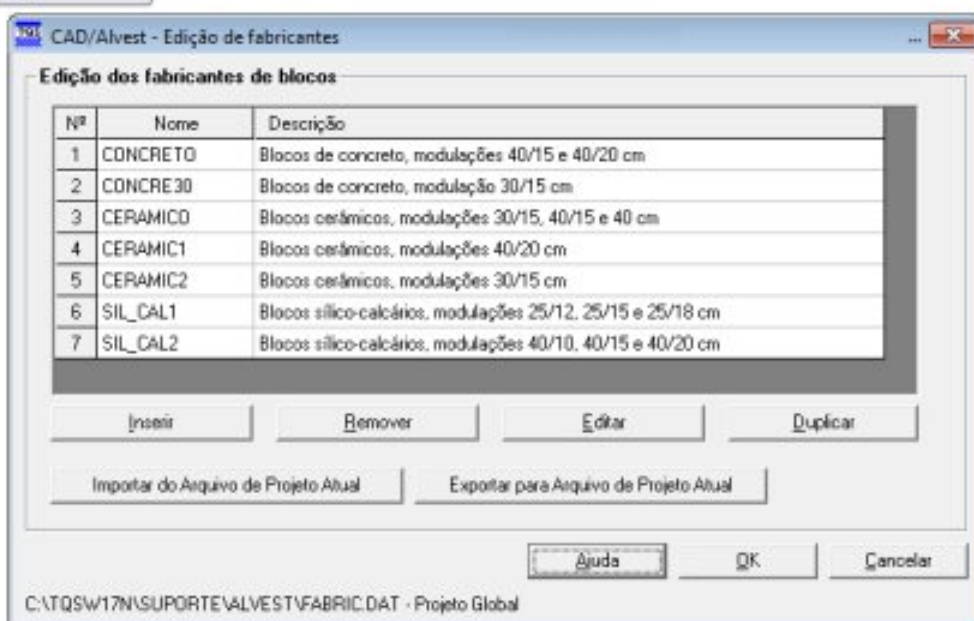 TQS CAD/Alvest - Edição de fabricantes ...
Edição dos fabricantes de blocos
Nº Nome Descrição
1 CONCRETO Blocos de concreto, modulações 40/15 e 40/20 cm
2 CONCRE30 Blocos de concreto, modulação 30/15 cm
3 CERAMICO Blocos cerâmicos, modulações 30/15, 40/15 e 40 cm
4 CERAMIC1 Blocos cerâmicos, modulações 40/20 cm
5 CERAMIC2 Blocos cerâmicos, modulações 30/15 cm
6 SIL_CAL1 Blocos sílico-calcários, modulações 25/12, 25/15 e 25/18 cm
7 SIL_CAL2 Blocos sílico-calcários, modulações 40/10, 40/15 e 40/20 cm
Inserir Remover Editar Duplicar
Importar do Arquivo de Projeto Atual Exportar para Arquivo de Projeto Atual
Ajuda OK Cancelar
C:\TQSW17N\SUPORTE\ALVEST\FABRIC.DAT - Projeto Global